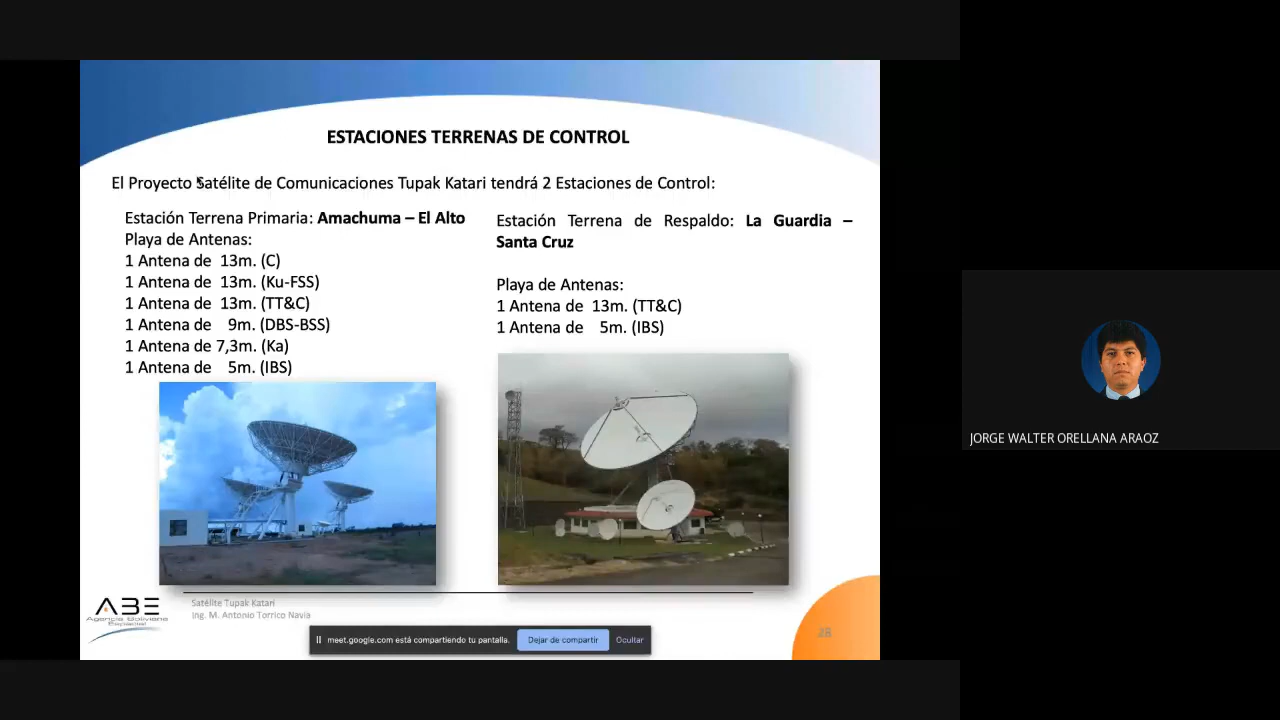 ESTACIONES TERRENAS DE CONTROL
El Proyecto Satélite de Comunicaciones Tupak Katari tendrá 2 Estaciones de Control:
Estación Terrena Primaria: Amachuma – El Alto
Playa de Antenas:
1 Antena de 13m. (C)
1 Antena de 13m. (Ku-FSS)
1 Antena de 13m. (TT&C)
1 Antena de 9m. (DBS-BSS)
1 Antena de 7,3m. (Ka)
1 Antena de 5m. (IBS)
Estación Terrena de Respaldo: La Guardia –
Santa Cruz
Playa de Antenas:
1 Antena de 13m. (TT&C)
1 Antena de 5m. (IBS)
ABE
Agencia Boliviana
Espacial
Satélite Tupak Katari
Ing. M. Antonio Torrico Navia
28
meet.google.com está compartiendo tu pantalla.
Dejar de compartir
Ocultar
JORGE WALTER ORELLANA ARAOZ